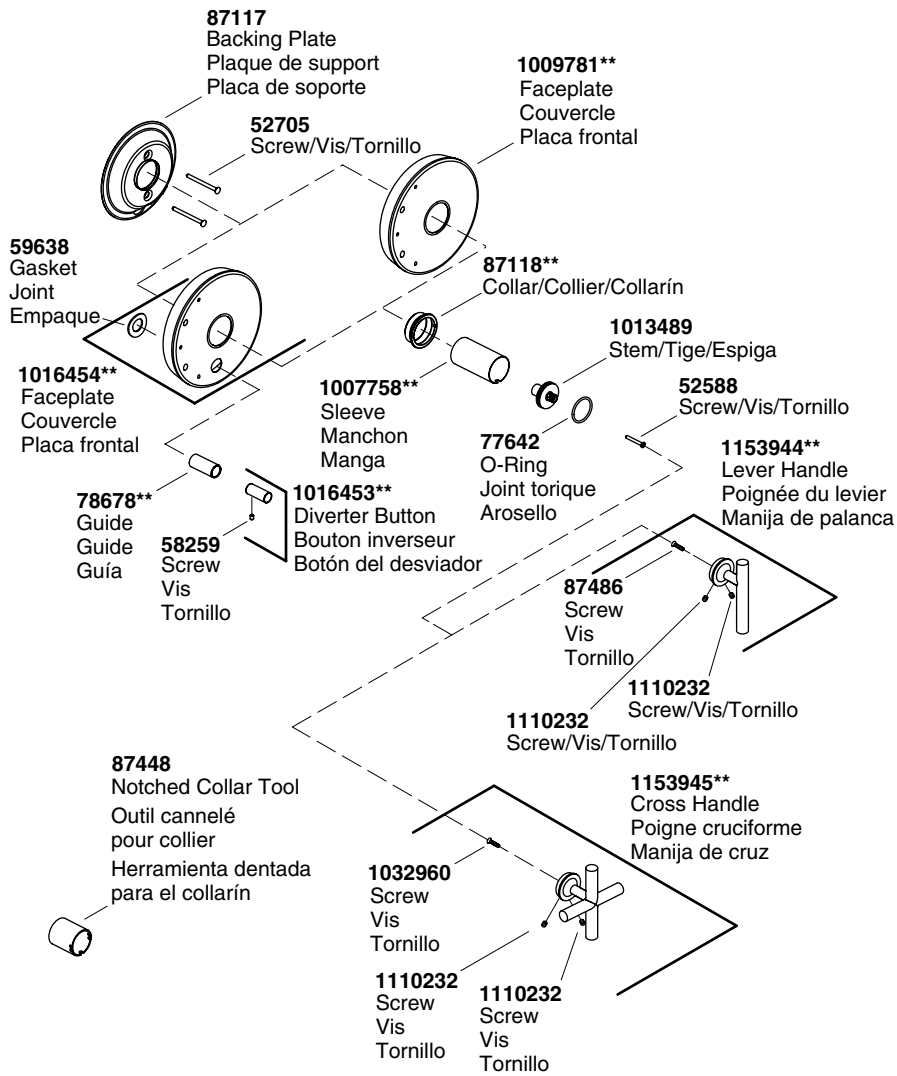 87117
Backing Plate
Plaque de support
Placa de soporte
1009781**
Faceplate
Couvercle
Placa frontal
52705
Screw/Vis/Tornillo
59638
Gasket
Joint
Empaque
87118**
Collar/Collier/Collarín
1013489
Stem/Tige/Espiga
1016454**
Faceplate
Couvercle
Placa frontal
1007758**
Sleeve
Manchon
Manga
52588
Screw/Vis/Tornillo
77642
O-Ring
Joint torique
Arosello
1153944**
Lever Handle
Poignée du levier
Manija de palanca
78678**
Guide
Guide
Guía
58259
Screw
Vis
Tornillo
1016453**
Diverter Button
Bouton inverseur
Botón del desviador
87486
Screw
Vis
Tornillo
1110232
Screw/Vis/Tornillo
1110232
Screw/Vis/Tornillo
87448
Notched Collar Tool
Outil cannelé
pour collier
Herramienta dentada
para el collarín
1153945**
Cross Handle
Poigne cruciforme
Manija de cruz
1032960
Screw
Vis
Tornillo
1110232
Screw
Vis
Tornillo
1110232
Screw
Vis
Tornillo